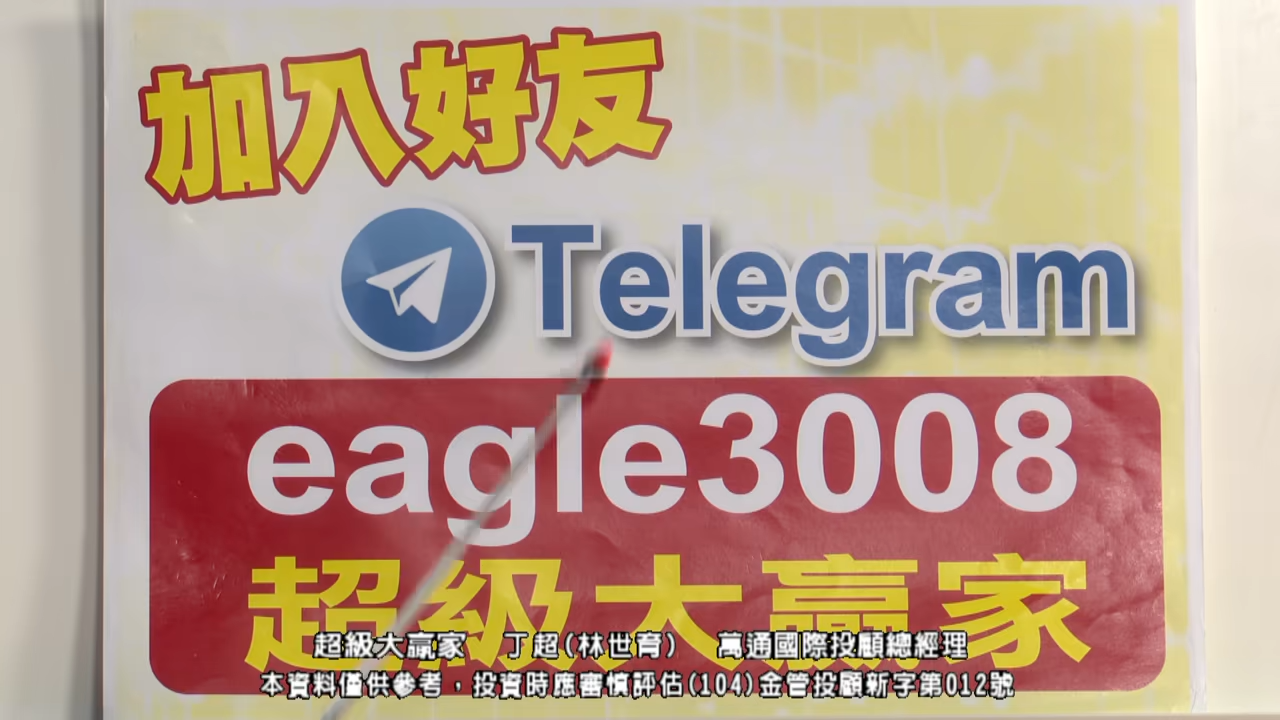 加入好友
Telegram
eagle3008
超級大贏家
超級大贏家 丁超(林世育) 萬通國際投顧總經理
本資料僅供參考,投資時應審慎評估(104)金管投顧新字第012號